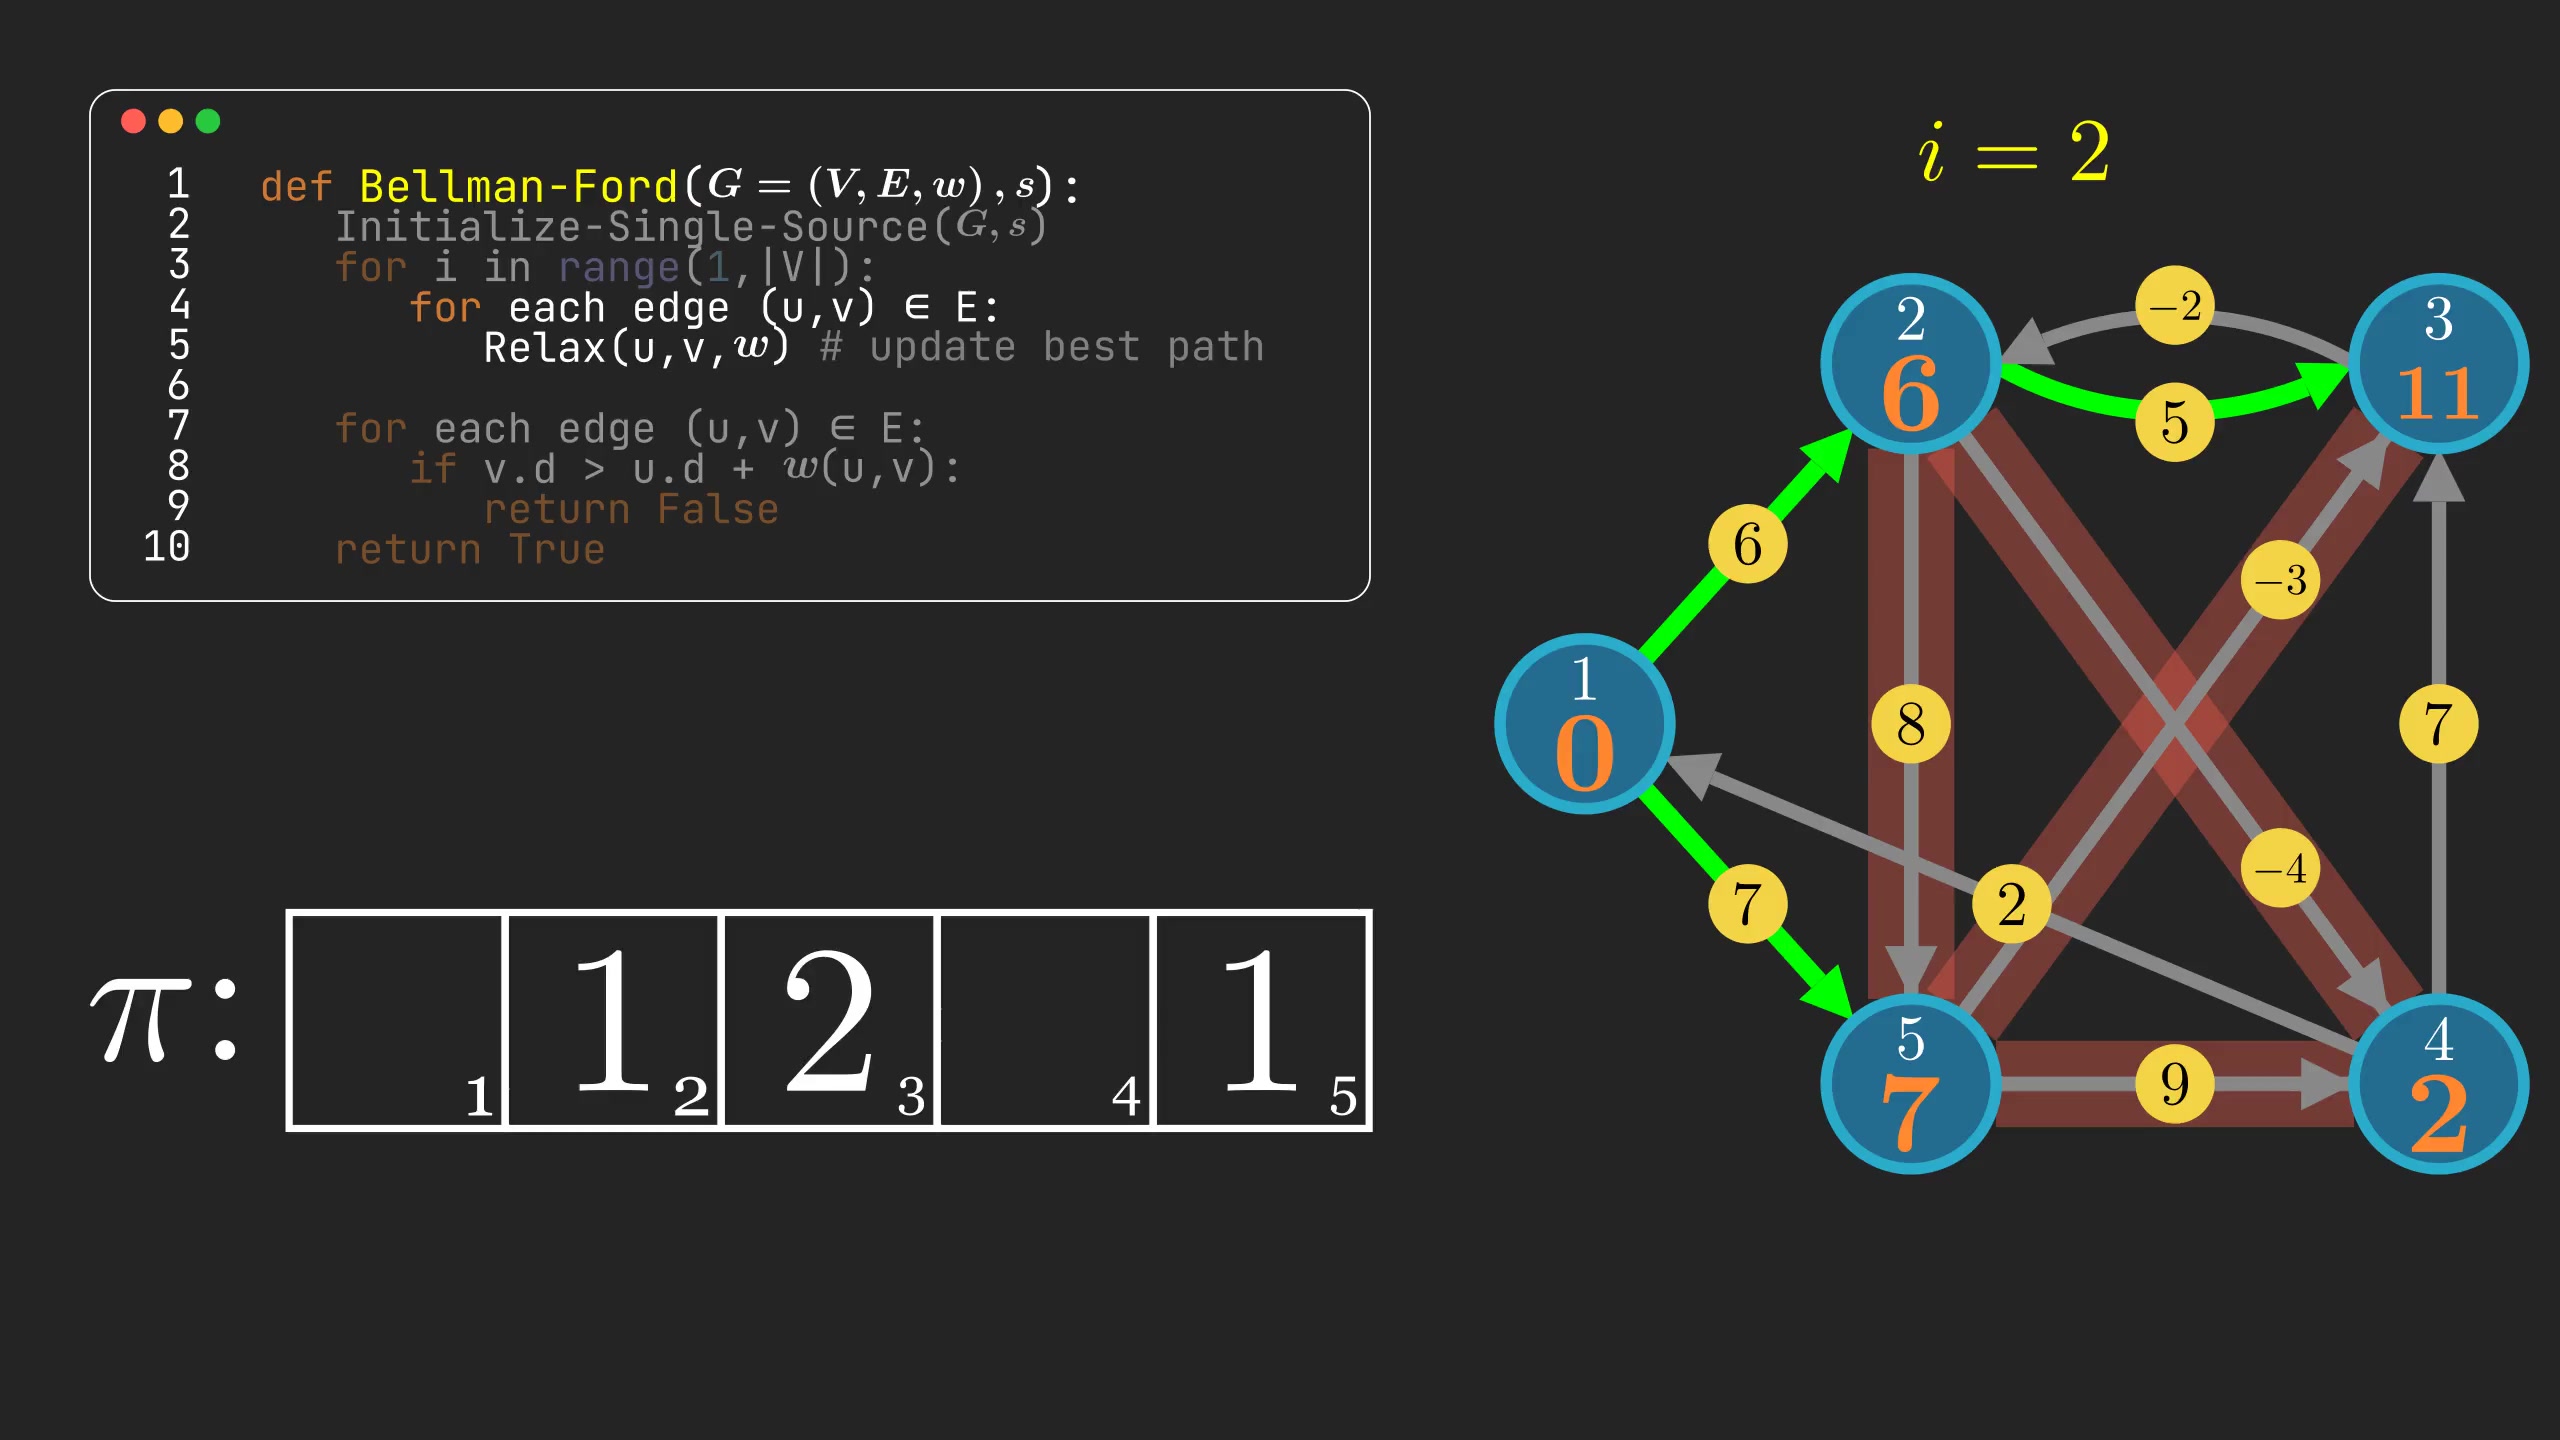 1 def Bellman-Ford(G = (V, E, w), s):
2 Initialize-Single-Source(G, s)
3 for i in range(1,|V|):
4 for each edge (u,v) ∈ E:
5 Relax(u,v,w) # update best path
6
7 for each edge (u,v) ∈ E:
8 if v.d > u.d + w(u,v):
9 return False
10 return True
π:
1
1 2
2 3
4
1 5
i = 2
−2
2
6
3
11
5
6
−3
1
0
8
7
7
2
−4
5
7
9
4
2